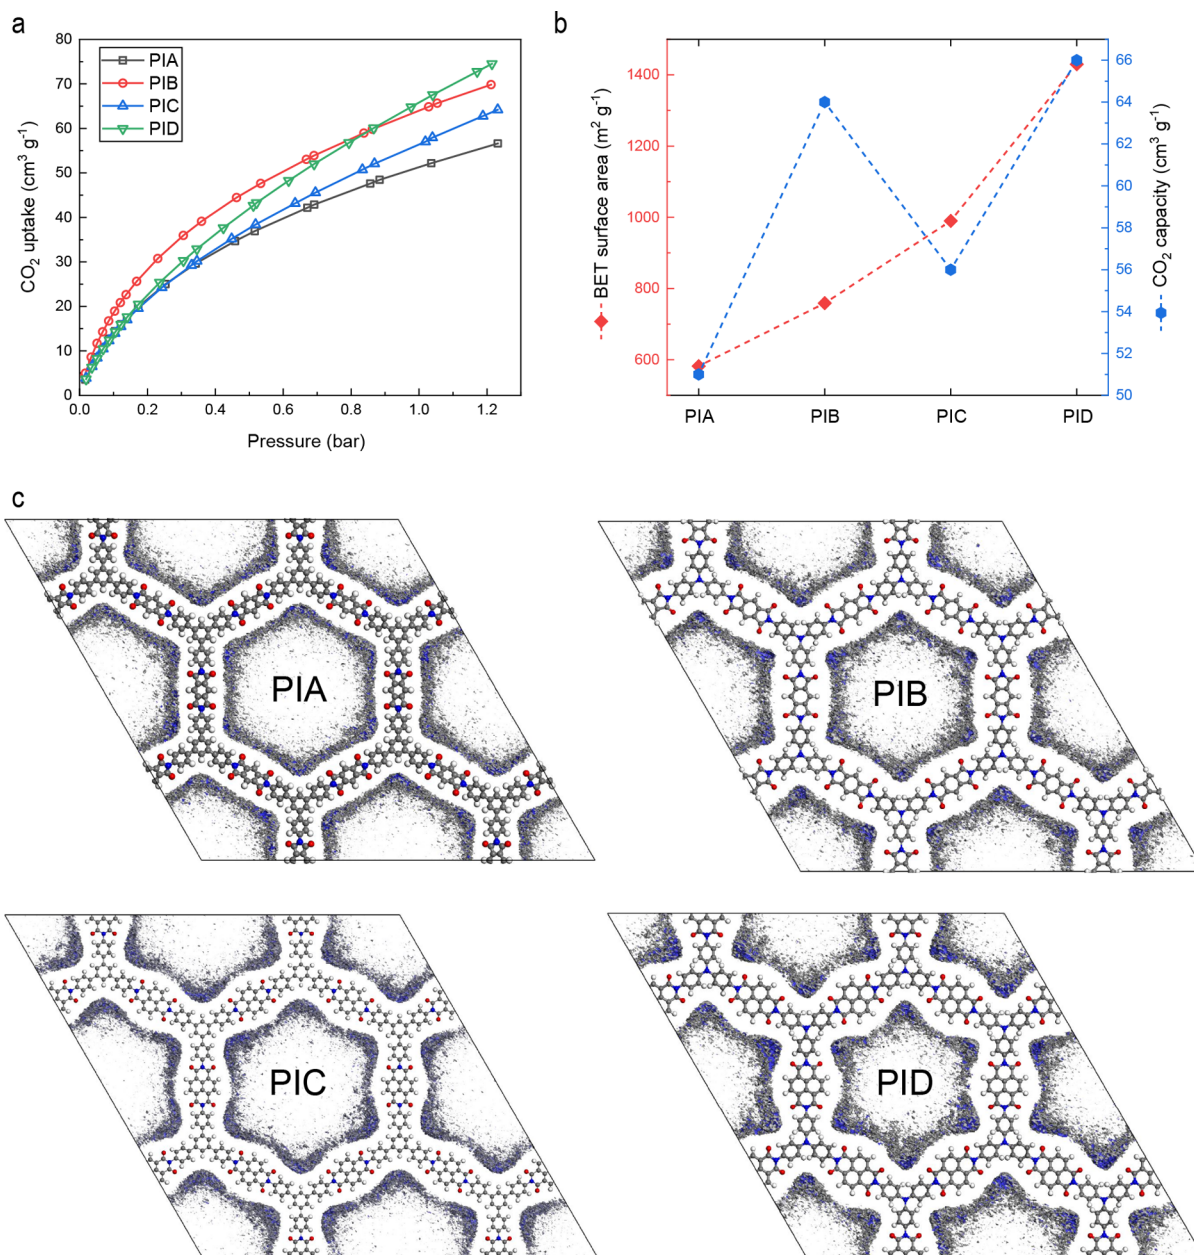 a
CO₂ uptake (cm³ g⁻¹)
80
70
60
50
40
30
20
10
0
PIA
PIB
PIC
PID
0.0 0.2 0.4 0.6 0.8 1.0 1.2
Pressure (bar)
b
BET surface area (m² g⁻¹)
1400
1200
1000
800
600
66
64
62
60
58
56
54
52
50
CO₂ capacity (cm³ g⁻¹)
PIA PIB PIC PID
c
PIA
PIB
PIC
PID